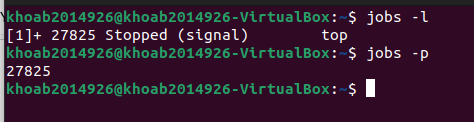 khoab2014926@khoab2014926-VirtualBox:~$ jobs -l
[1]+ 27825 Stopped (signal)        top
khoab2014926@khoab2014926-VirtualBox:~$ jobs -p
27825
khoab2014926@khoab2014926-VirtualBox:~$